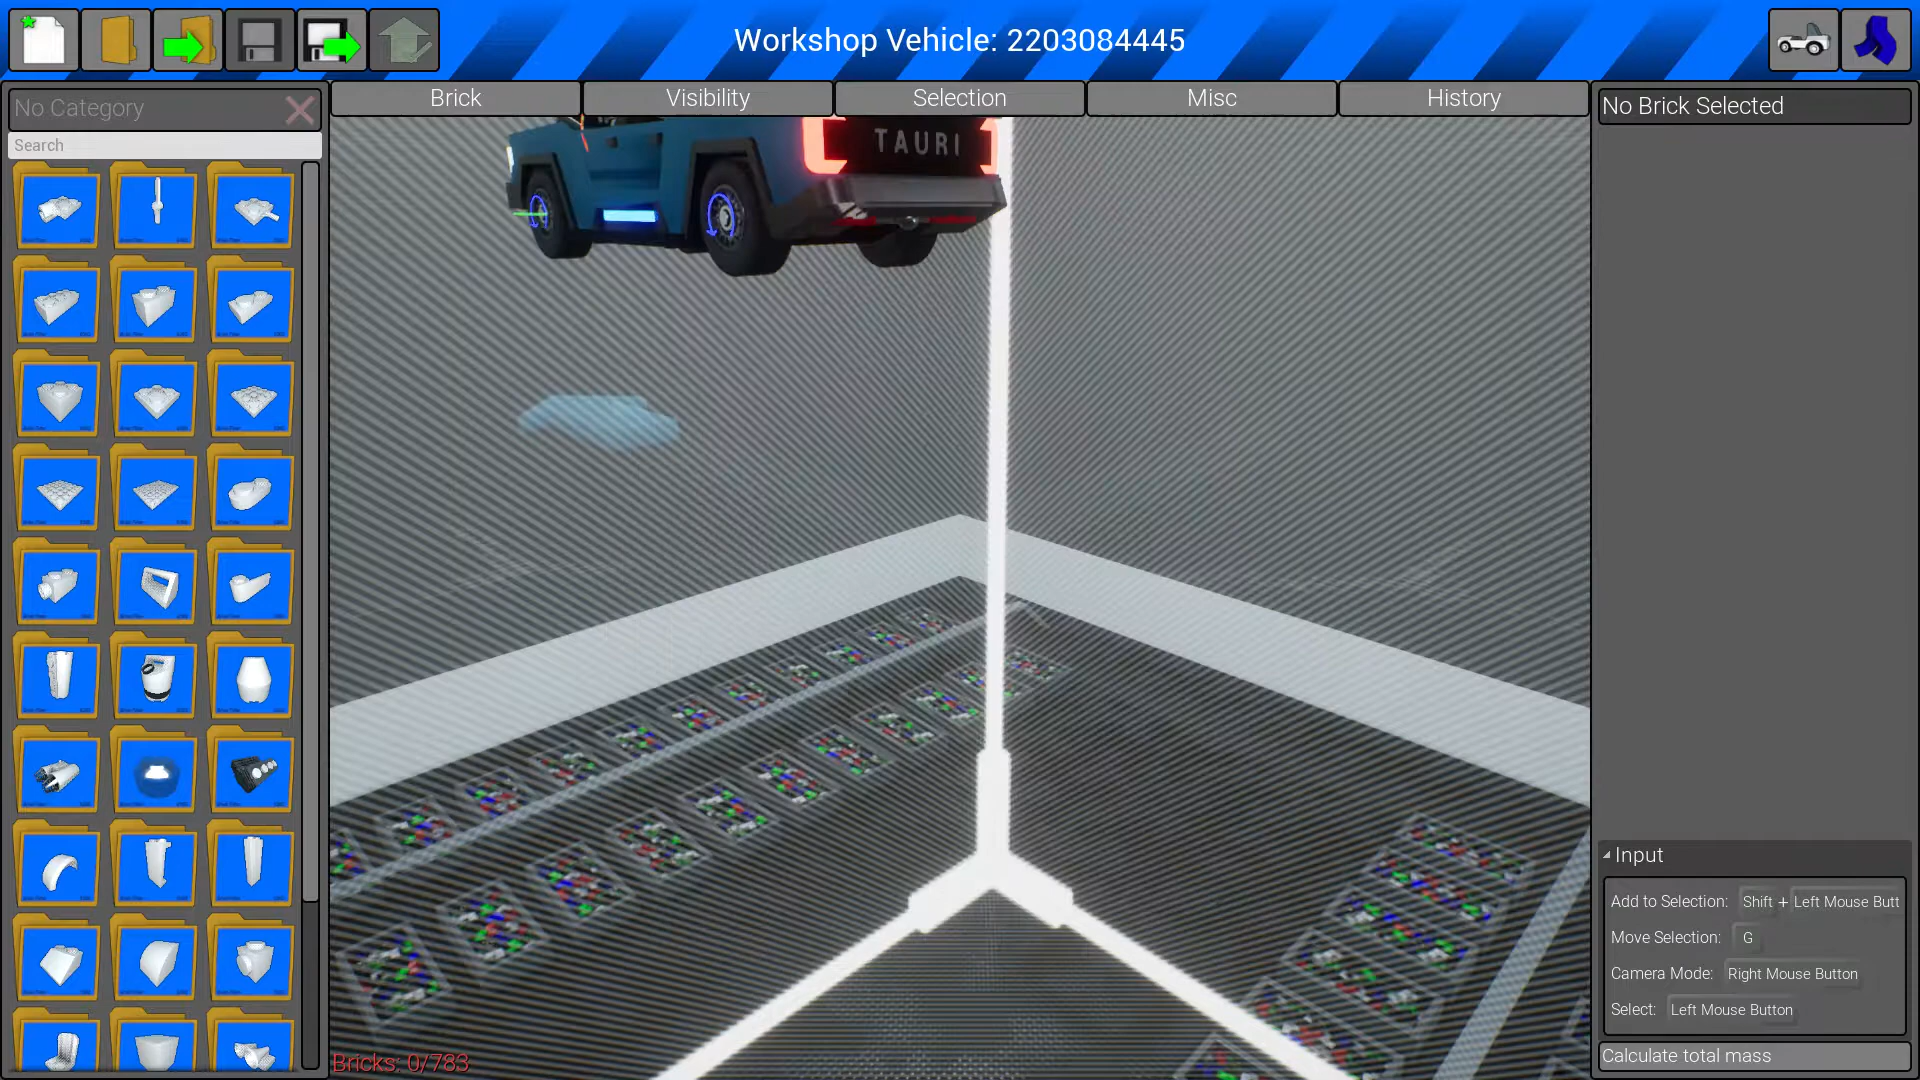 Workshop Vehicle: 2203084445
No Category
Search
Brick
Visibility
Selection
Misc
History
No Brick Selected
TAURI
Input
Add to Selection: Shift + Left Mouse Butt
Move Selection: G
Camera Mode: Right Mouse Button
Select: Left Mouse Button
Bricks: 0/783
Calculate total mass